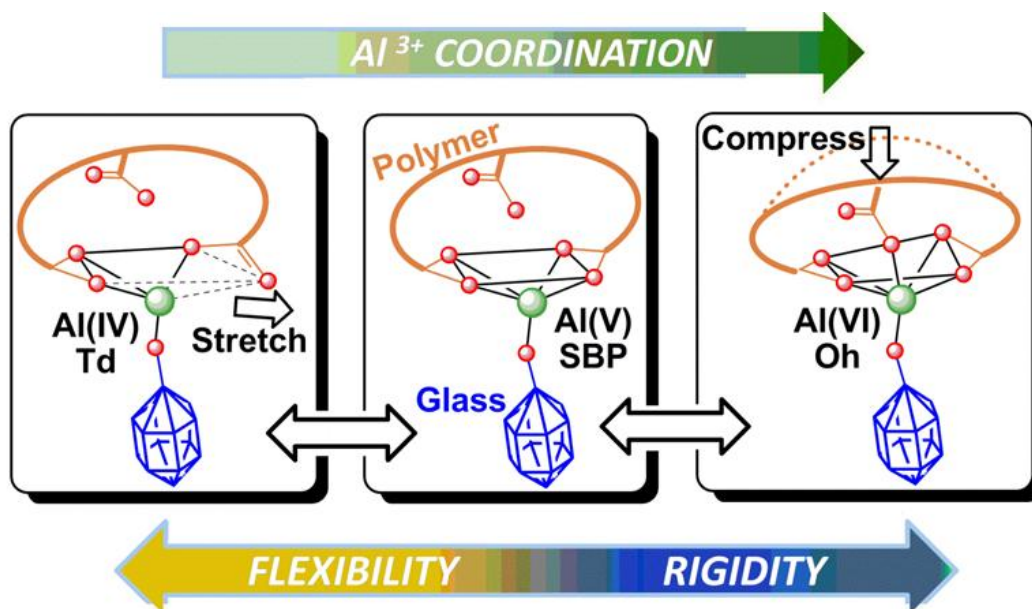 Al 3+ COORDINATION
Polymer
Al(IV)
Td
Stretch
Al(V)
SBP
Glass
Compress
Al(VI)
Oh
FLEXIBILITY
RIGIDITY